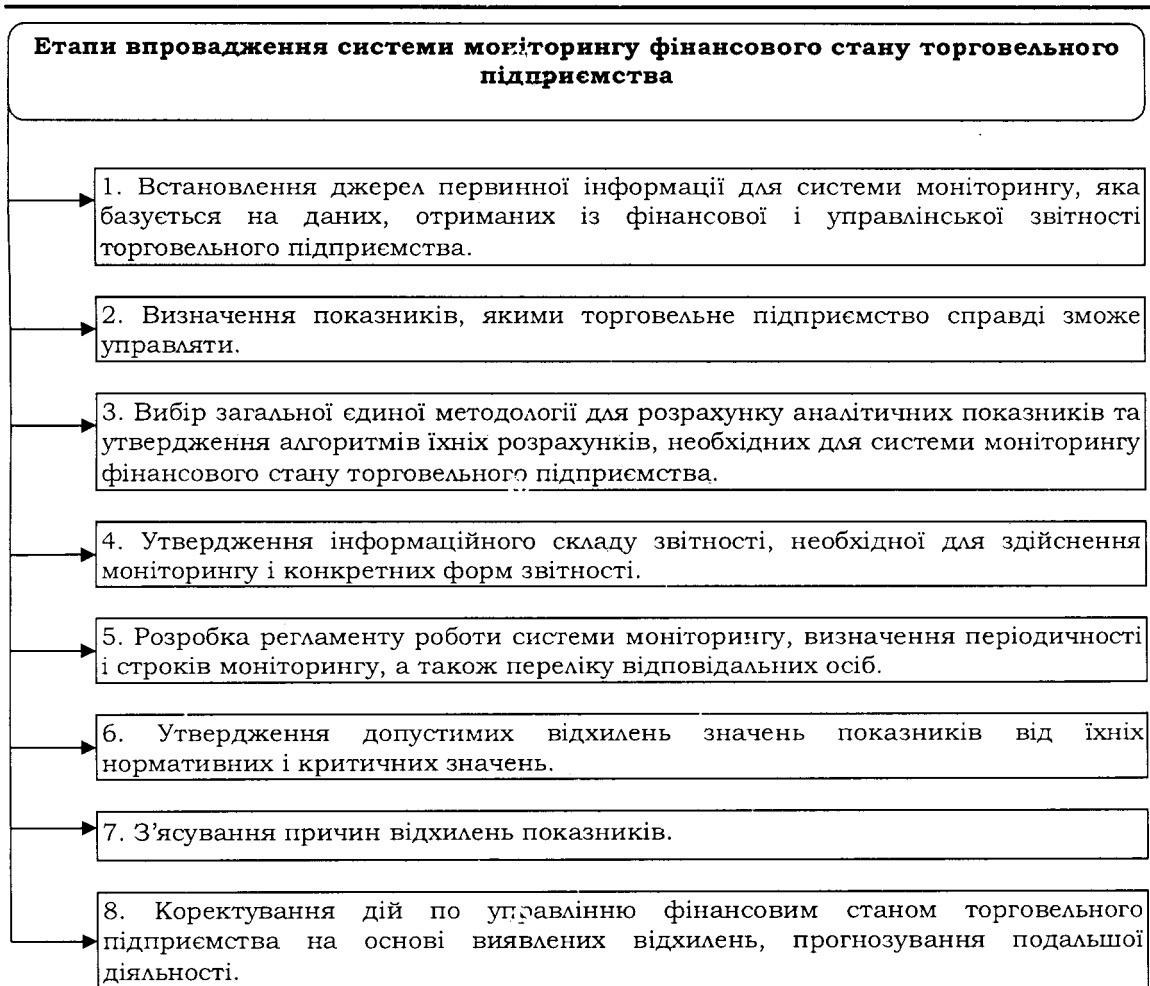 Етапи впровадження системи моніторингу фінансового стану торговельного
підприємства
1. Встановлення джерел первинної інформації для системи моніторингу, яка
базується на даних, отриманих із фінансової і управлінської звітності
торговельного підприємства.
2. Визначення показників, якими торговельне підприємство справді зможе
управляти.
3. Вибір загальної єдиної методології для розрахунку аналітичних показників та
утвердження алгоритмів їхніх розрахунків, необхідних для системи моніторингу
фінансового стану торговельного підприємства.
4. Утвердження інформаційного складу звітності, необхідної для здійснення
моніторингу і конкретних форм звітності.
5. Розробка регламенту роботи системи моніторингу, визначення періодичності
і строків моніторингу, а також переліку відповідальних осіб.
6. Утвердження допустимих відхилень значень показників від їхніх
нормативних і критичних значень.
7. З'ясування причин відхилень показників.
8. Коректування дій по управлінню фінансовим станом торговельного
підприємства на основі виявлених відхилень, прогнозування подальшої
діяльності.